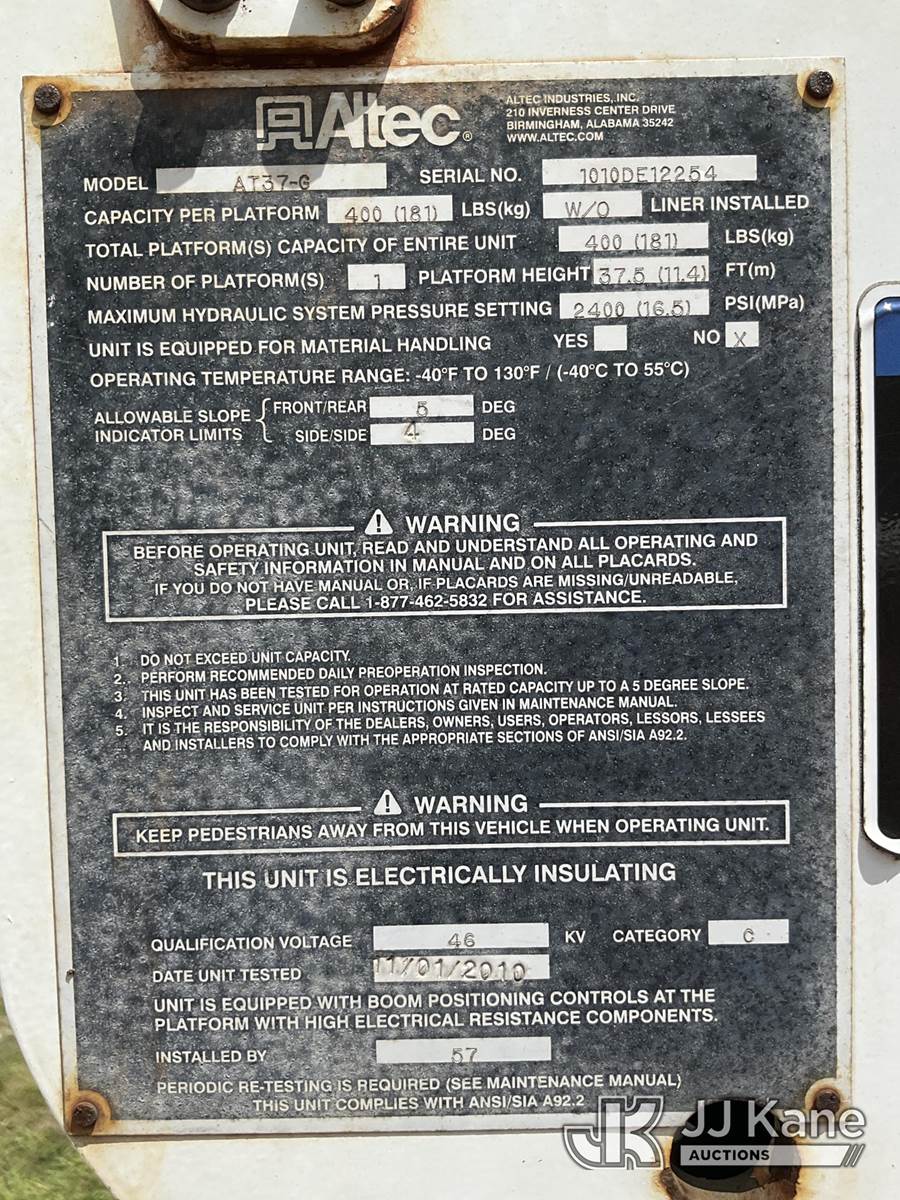 Altec®
ALTEC INDUSTRIES, INC.
210 INVERNESS CENTER DRIVE
BIRMINGHAM, ALABAMA 35242
WWW.ALTEC.COM
MODEL AT37-G SERIAL NO. 1010DE12254
CAPACITY PER PLATFORM 400 (181) LBS(kg) W/O LINER INSTALLED
TOTAL PLATFORM(S) CAPACITY OF ENTIRE UNIT 400 (181) LBS(kg)
NUMBER OF PLATFORM(S) 1 PLATFORM HEIGHT 37.5 (11.4) FT(m)
MAXIMUM HYDRAULIC SYSTEM PRESSURE SETTING 2400 (16.5) PSI(MPa)
UNIT IS EQUIPPED FOR MATERIAL HANDLING YES NO X
OPERATING TEMPERATURE RANGE: -40°F TO 130°F / (-40°C TO 55°C)
ALLOWABLE SLOPE INDICATOR LIMITS
FRONT/REAR 5 DEG
SIDE/SIDE 4 DEG
WARNING
BEFORE OPERATING UNIT, READ AND UNDERSTAND ALL OPERATING AND
SAFETY INFORMATION IN MANUAL AND ON ALL PLACARDS.
IF YOU DO NOT HAVE MANUAL OR, IF PLACARDS ARE MISSING/UNREADABLE,
PLEASE CALL 1-877-462-5832 FOR ASSISTANCE.
1. DO NOT EXCEED UNIT CAPACITY.
2. PERFORM RECOMMENDED DAILY PREOPERATION INSPECTION.
3. THIS UNIT HAS BEEN TESTED FOR OPERATION AT RATED CAPACITY UP TO A 5 DEGREE SLOPE.
4. INSPECT AND SERVICE UNIT PER INSTRUCTIONS GIVEN IN MAINTENANCE MANUAL.
5. IT IS THE RESPONSIBILITY OF THE DEALERS, OWNERS, USERS, OPERATORS, LESSORS, LESSEES
AND INSTALLERS TO COMPLY WITH THE APPROPRIATE SECTIONS OF ANSI/SIA A92.2.
WARNING
KEEP PEDESTRIANS AWAY FROM THIS VEHICLE WHEN OPERATING UNIT.
THIS UNIT IS ELECTRICALLY INSULATING
QUALIFICATION VOLTAGE 46 KV CATEGORY C
DATE UNIT TESTED 11/01/2010
UNIT IS EQUIPPED WITH BOOM POSITIONING CONTROLS AT THE
PLATFORM WITH HIGH ELECTRICAL RESISTANCE COMPONENTS.
INSTALLED BY 57
PERIODIC RE-TESTING IS REQUIRED (SEE MAINTENANCE MANUAL)
THIS UNIT COMPLIES WITH ANSI/SIA A92.2
JK JJ Kane
AUCTIONS